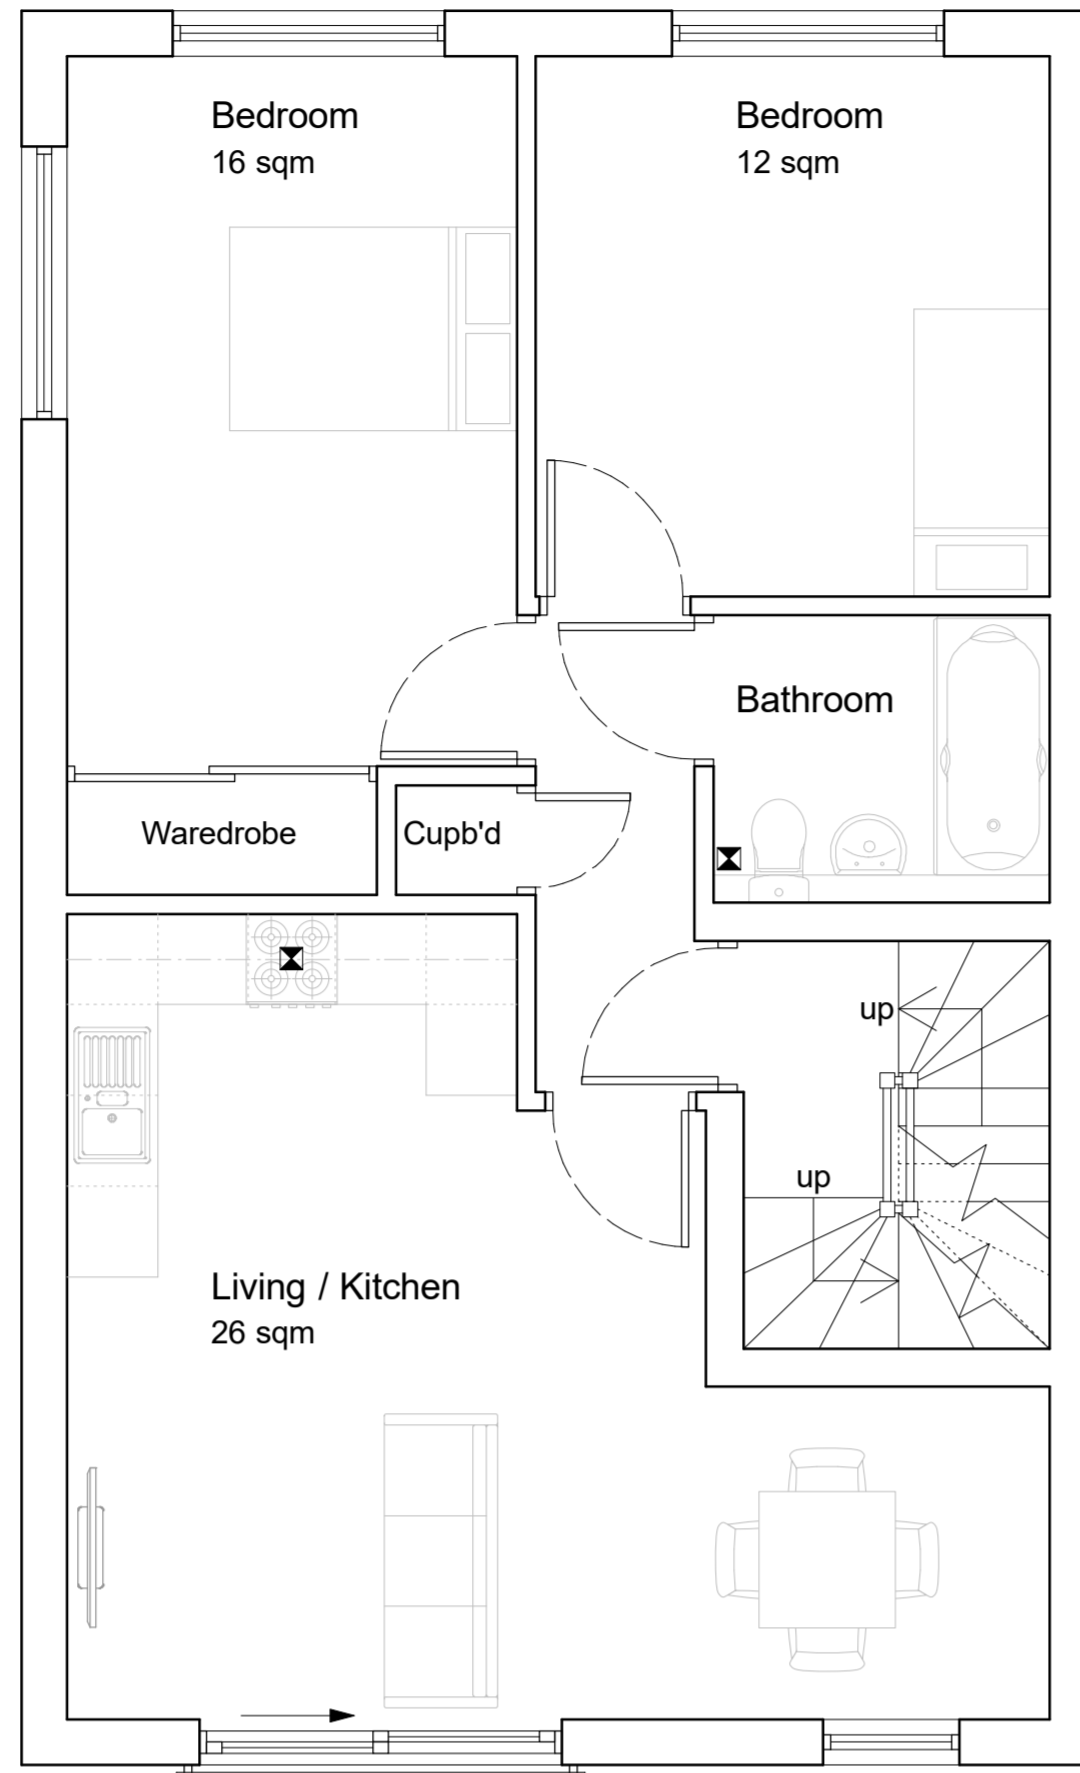 Bedroom
16 sqm
Bedroom
12 sqm
Bathroom
Waredrobe
Cupb'd
up
up
Living / Kitchen
26 sqm